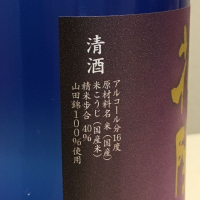 清酒
アルコール分16度
原材料名 米（国産）
米こうじ（国産米）
精米歩合 40%
山田錦100%使用